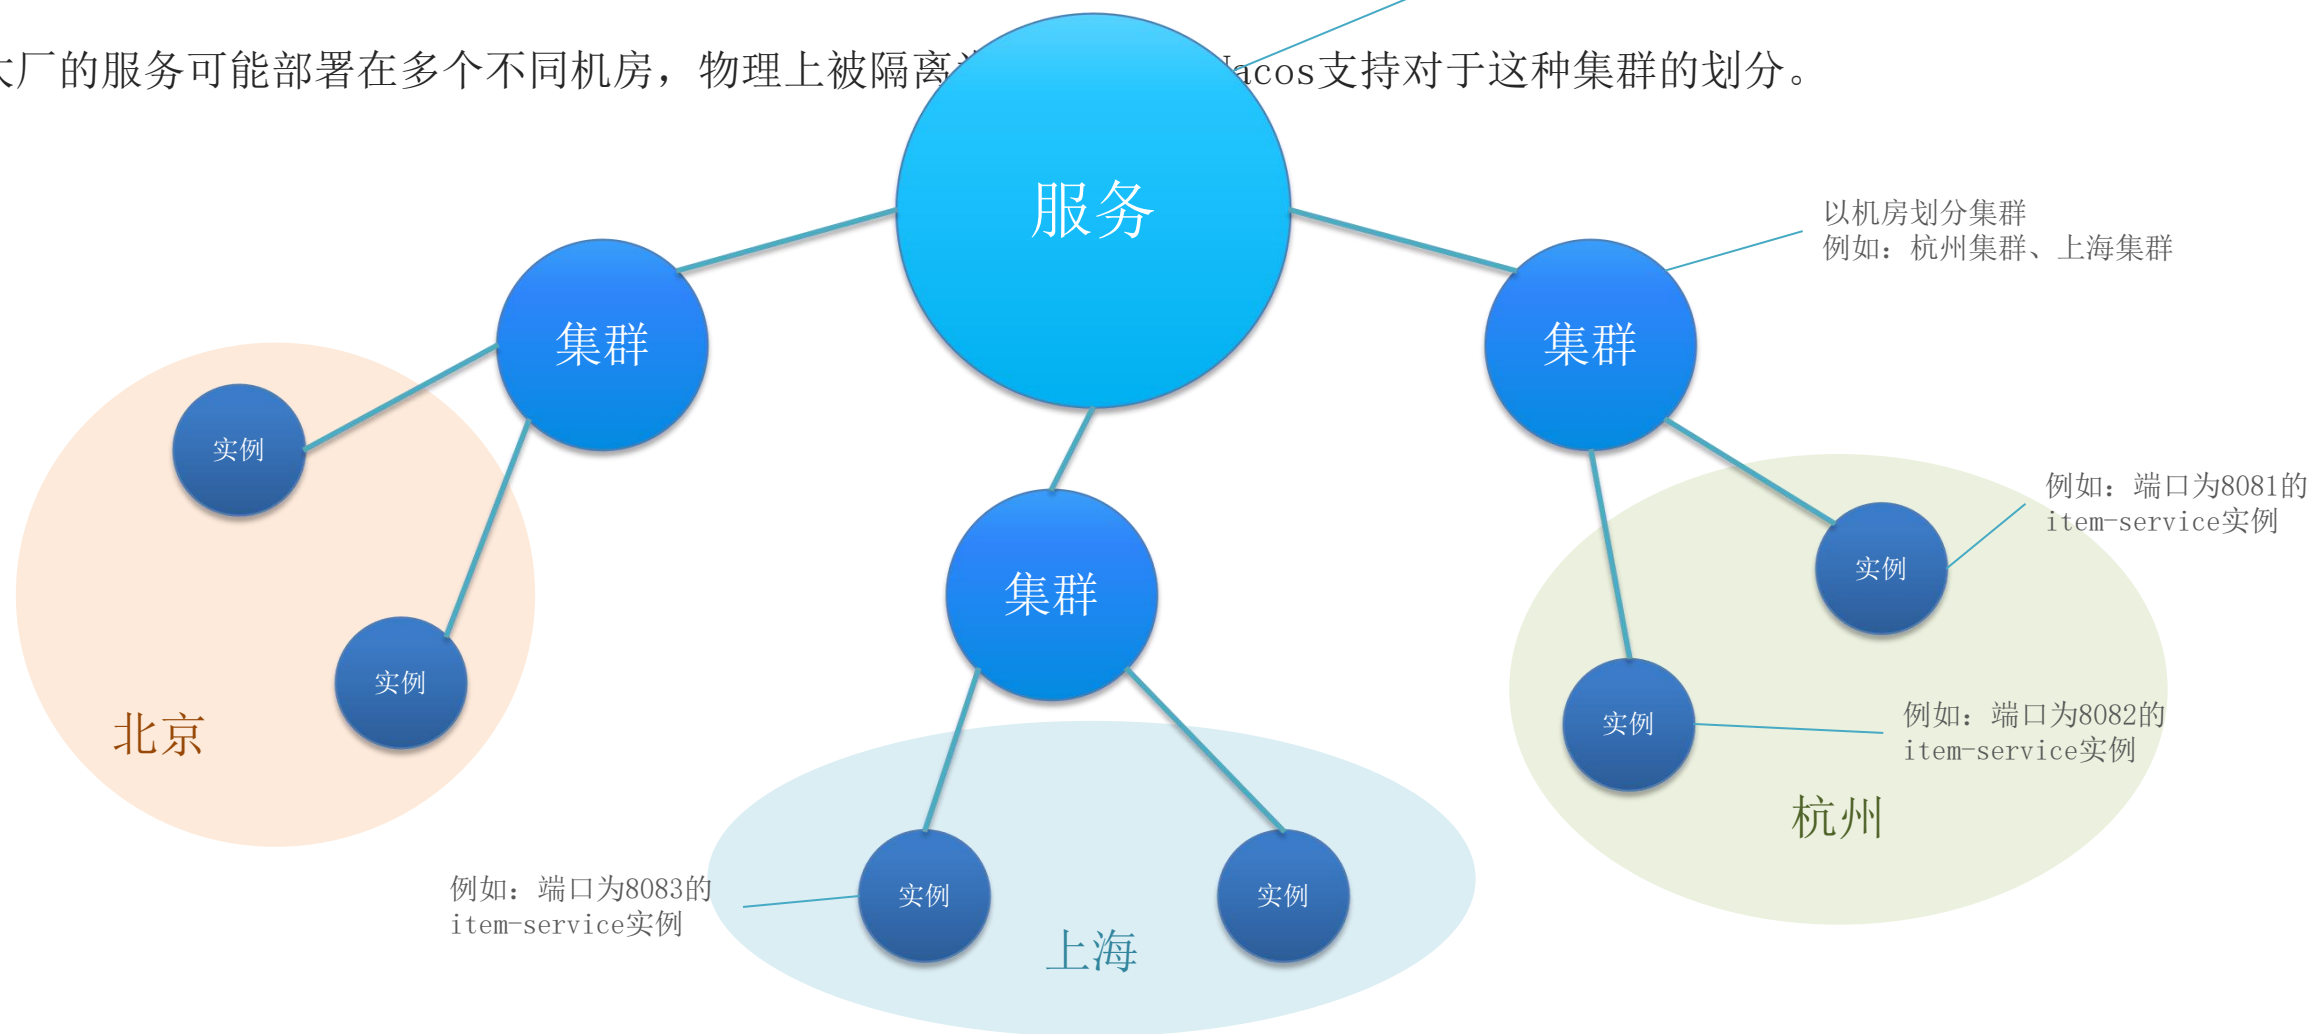 大厂的服务可能部署在多个不同机房，物理上被隔离
acos支持对于这种集群的划分。
服务
以机房划分集群
例如：杭州集群、上海集群
集群
集群
实例
例如：端口为8081的
item-service实例
实例
集群
实例
例如：端口为8082的
item-service实例
实例
北京
杭州
例如：端口为8083的
item-service实例
实例
实例
上海